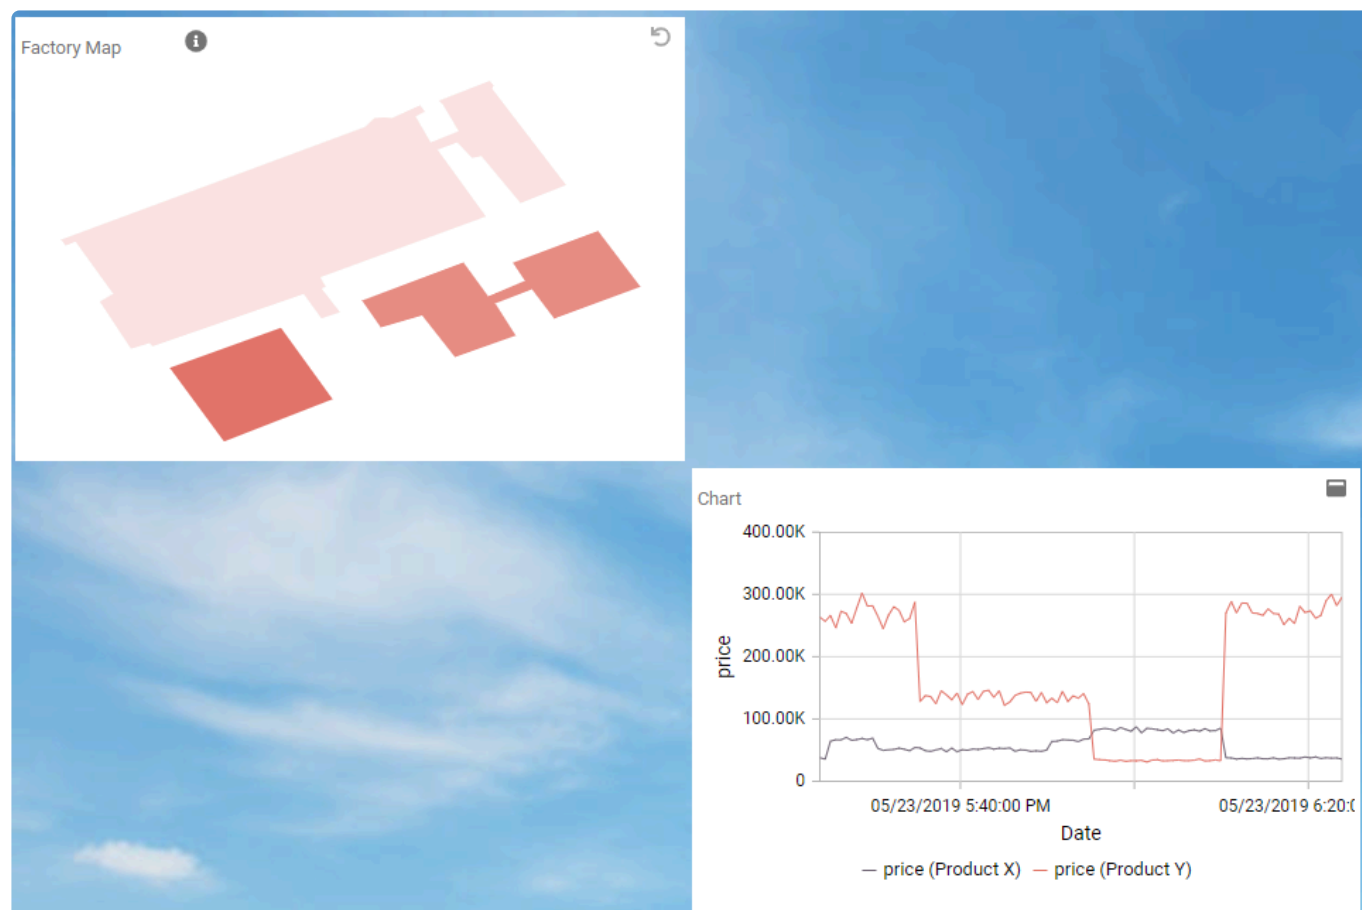 Factory Map
Chart
400.00K
300.00K
200.00K
100.00K
0
price
05/23/2019 5:40:00 PM
05/23/2019 6:20:0
Date
price (Product X)
price (Product Y)